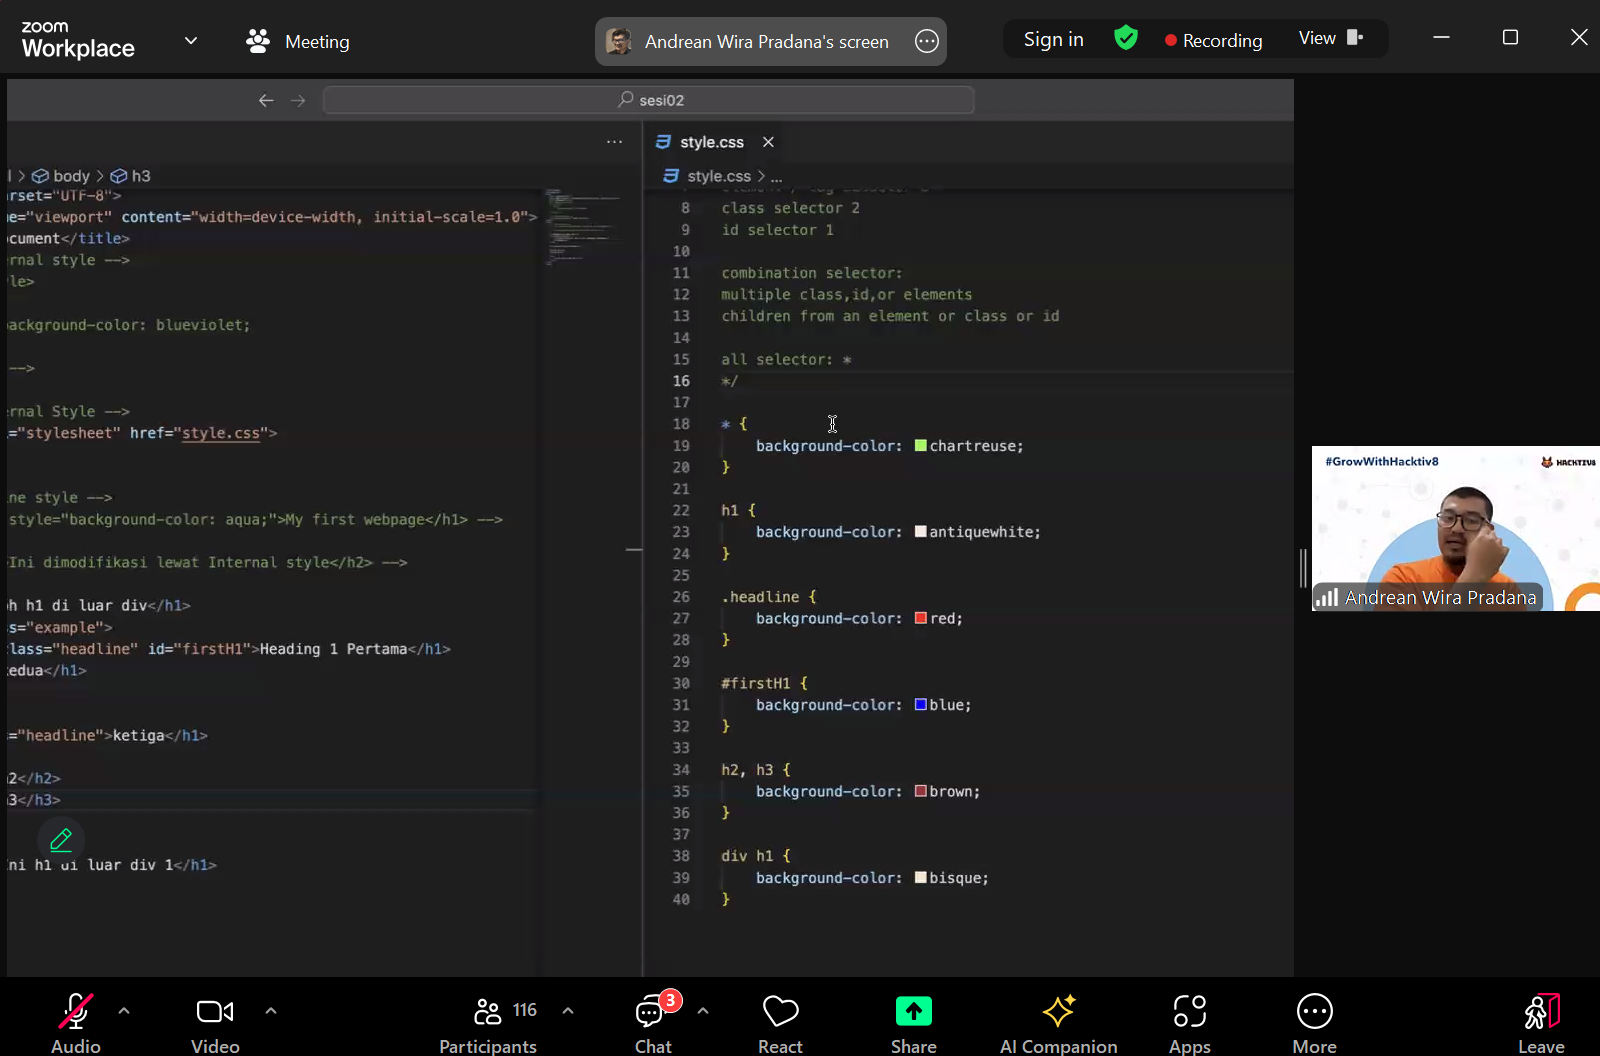 zoom
Workplace
Meeting
Andrean Wira Pradana's screen
Sign in
Recording
View
sesi02
style.css
body > h3
style.css > ...
rset="UTF-8">
e="viewport" content="width=device-width, initial-scale=1.0">
cument</title>
rnal style -->
le>
ackground-color: blueviolet;
-->
rnal Style -->
="stylesheet" href="style.css">
ne style -->
style="background-color: aqua;">My first webpage</h1> -->
Ini dimodifikasi lewat Internal style</h2> -->
h h1 di luar div</h1>
s="example">
lass="headline" id="firstH1">Heading 1 Pertama</h1>
edua</h1>
="headline">ketiga</h1>
2</h2>
3</h3>
ni h1 di luar div 1</h1>
8 class selector 2
9 id selector 1
10
11 combination selector:
12 multiple class,id,or elements
13 children from an element or class or id
14
15 all selector: *
16 */
17
18 * {
19 background-color: chartreuse;
20 }
21
22 h1 {
23 background-color: antiquewhite;
24 }
25
26 .headline {
27 background-color: red;
28 }
29
30 #firstH1 {
31 background-color: blue;
32 }
33
34 h2, h3 {
35 background-color: brown;
36 }
37
38 div h1 {
39 background-color: bisque;
40 }
#GrowWithHacktiv8
HACKTIV8
Andrean Wira Pradana
Audio
Video
116
Participants
3
Chat
React
Share
AI Companion
Apps
More
Leave